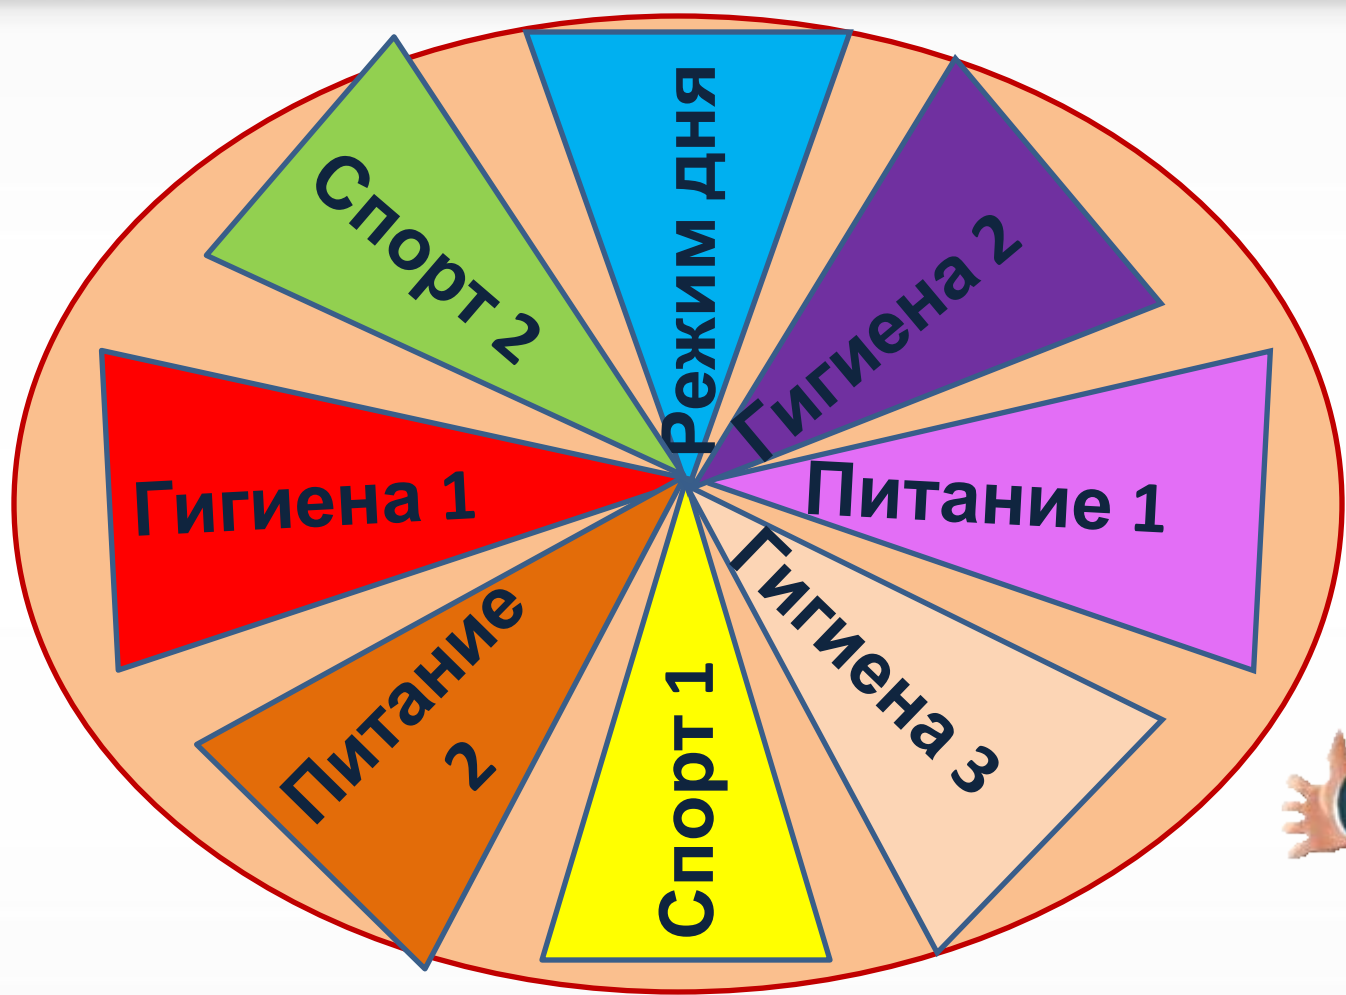 Режим дня
Гигиена 2
Питание 1
Гигиена 3
Спорт 1
Питание
2
Гигиена 1
Спорт 2